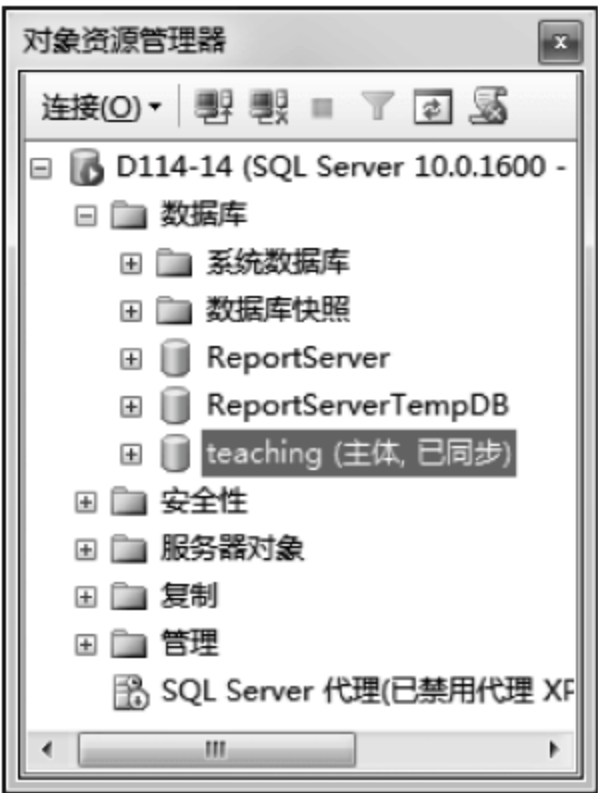 对象资源管理器
连接(O)
D114-14 (SQL Server 10.0.1600 -
数据库
系统数据库
数据库快照
ReportServer
ReportServerTempDB
teaching (主体, 已同步)
安全性
服务器对象
复制
管理
SQL Server 代理(已禁用代理 XP